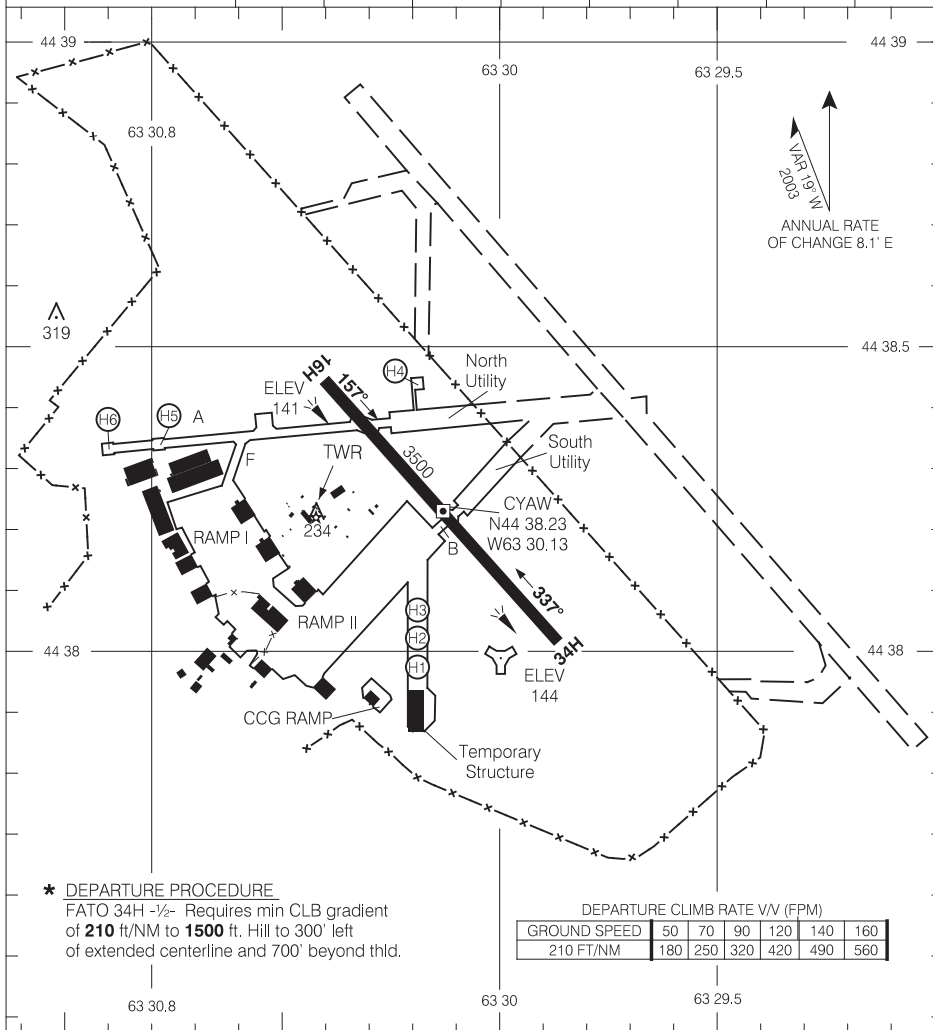 44 39
44 39
63 30
63 29.5
63 30.8
VAR 19° W
2003
ANNUAL RATE
OF CHANGE 8.1' E
319
44 38.5
North
Utility
H4
16H
157°
ELEV
141
H6
H5
A
F
TWR
3500
South
Utility
CYAW
N44 38.23
W63 30.13
234
RAMP I
B
337°
34H
H3
H2
H1
RAMP II
44 38
44 38
ELEV
144
CCG RAMP
Temporary
Structure
* DEPARTURE PROCEDURE
FATO 34H -½- Requires min CLB gradient
of 210 ft/NM to 1500 ft. Hill to 300' left
of extended centerline and 700' beyond thld.
DEPARTURE CLIMB RATE V/V (FPM)
GROUND SPEED 50 70 90 120 140 160
210 FT/NM 180 250 320 420 490 560
63 30.8
63 30
63 29.5